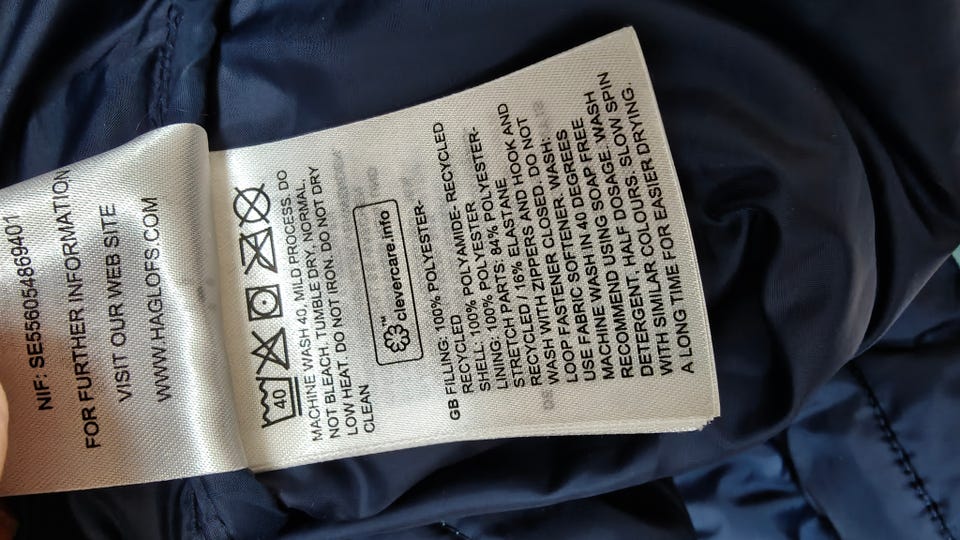 NIF: SE556054869401
FOR FURTHER INFORMATION
VISIT OUR WEB SITE
WWW.HAGLOFS.COM
40
MACHINE WASH 40, MILD PROCESS. DO
NOT BLEACH. TUMBLE DRY, NORMAL,
LOW HEAT. DO NOT IRON. DO NOT DRY
CLEAN
clevercare.info ™
GB FILLING: 100% POLYESTER-
RECYCLED
SHELL: 100% POLYAMIDE- RECYCLED
LINING: 100% POLYESTER
STRETCH PARTS: 84% POLYESTER-
RECYCLED / 16% ELASTANE
WASH WITH ZIPPERS AND HOOK AND
LOOP FASTENER CLOSED. DO NOT
USE FABRIC SOFTENER. WASH:
MACHINE WASH IN 40 DEGREES
RECOMMEND USING SOAP FREE
DETERGENT. HALF DOSAGE. WASH
WITH SIMILAR COLOURS. SLOW SPIN
A LONG TIME FOR EASIER DRYING.